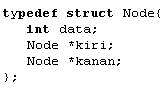 typedef struct Node{
   int data;
   Node *kiri;
   Node *kanan;
};